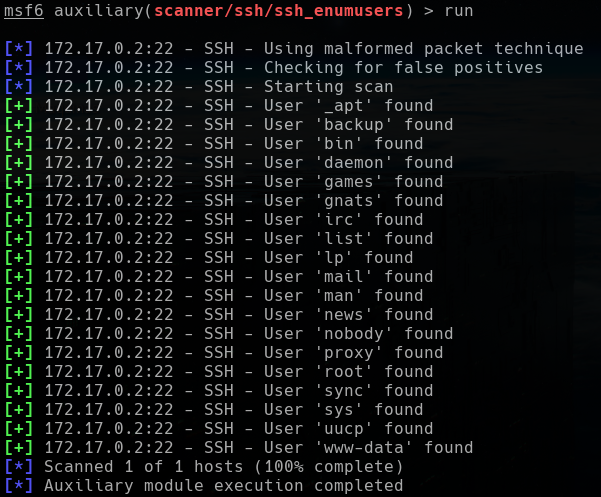 msf6 auxiliary(scanner/ssh/ssh_enumusers) > run
[*] 172.17.0.2:22 - SSH - Using malformed packet technique
[*] 172.17.0.2:22 - SSH - Checking for false positives
[*] 172.17.0.2:22 - SSH - Starting scan
[+] 172.17.0.2:22 - SSH - User '_apt' found
[+] 172.17.0.2:22 - SSH - User 'backup' found
[+] 172.17.0.2:22 - SSH - User 'bin' found
[+] 172.17.0.2:22 - SSH - User 'daemon' found
[+] 172.17.0.2:22 - SSH - User 'games' found
[+] 172.17.0.2:22 - SSH - User 'gnats' found
[+] 172.17.0.2:22 - SSH - User 'irc' found
[+] 172.17.0.2:22 - SSH - User 'list' found
[+] 172.17.0.2:22 - SSH - User 'lp' found
[+] 172.17.0.2:22 - SSH - User 'mail' found
[+] 172.17.0.2:22 - SSH - User 'man' found
[+] 172.17.0.2:22 - SSH - User 'news' found
[+] 172.17.0.2:22 - SSH - User 'nobody' found
[+] 172.17.0.2:22 - SSH - User 'proxy' found
[+] 172.17.0.2:22 - SSH - User 'root' found
[+] 172.17.0.2:22 - SSH - User 'sync' found
[+] 172.17.0.2:22 - SSH - User 'sys' found
[+] 172.17.0.2:22 - SSH - User 'uucp' found
[+] 172.17.0.2:22 - SSH - User 'www-data' found
[*] Scanned 1 of 1 hosts (100% complete)
[*] Auxiliary module execution completed